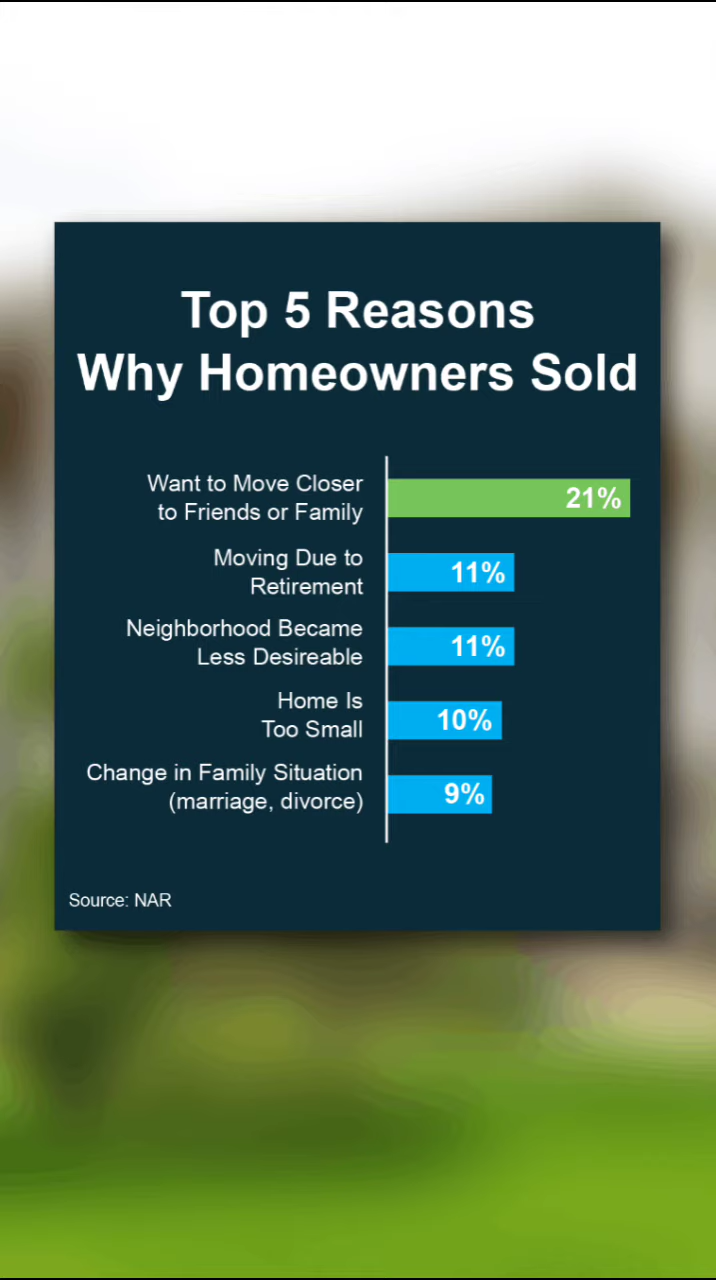 Top 5 Reasons
Why Homeowners Sold
Want to Move Closer
to Friends or Family
21%
Moving Due to
Retirement
11%
Neighborhood Became
Less Desireable
11%
Home Is
Too Small
10%
Change in Family Situation
(marriage, divorce)
9%
Source: NAR